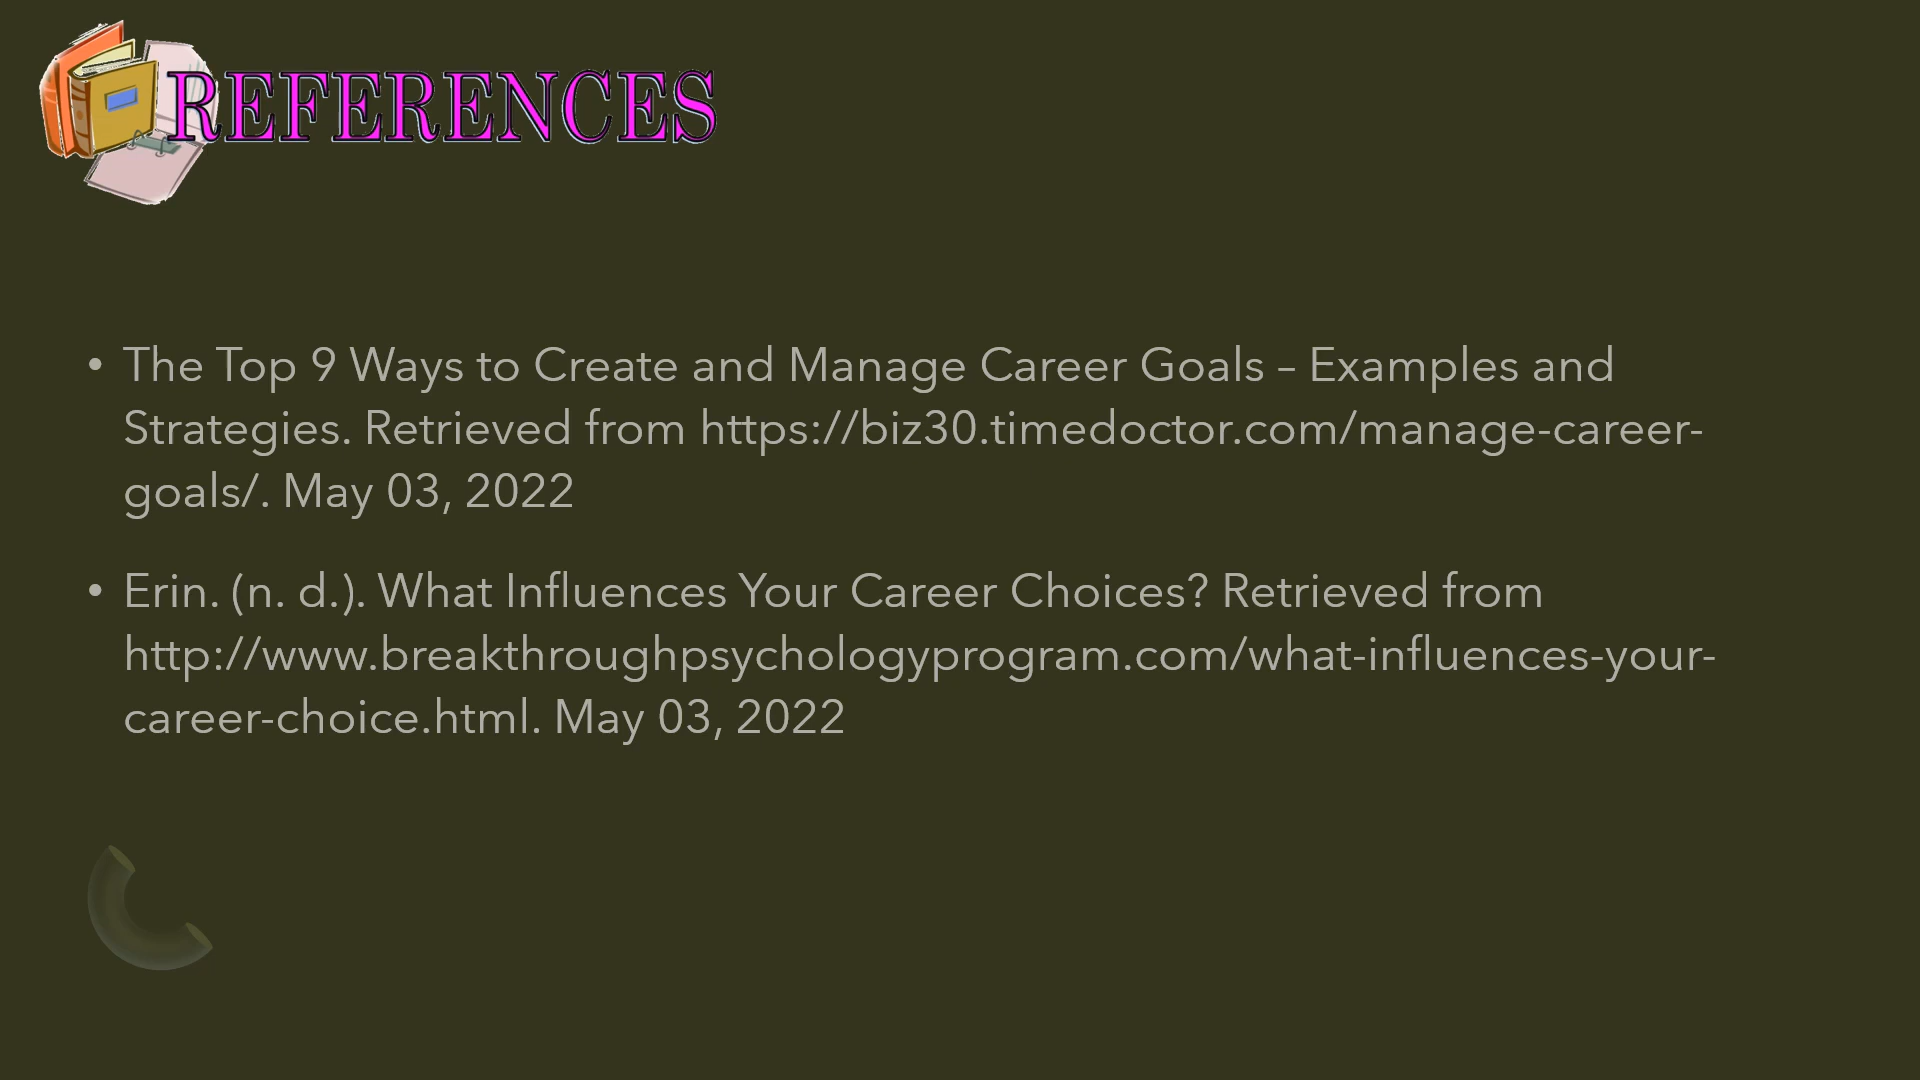 REFERENCES
• The Top 9 Ways to Create and Manage Career Goals – Examples and
Strategies. Retrieved from https://biz30.timedoctor.com/manage-career-
goals/. May 03, 2022
• Erin. (n. d.). What Influences Your Career Choices? Retrieved from
http://www.breakthroughpsychologyprogram.com/what-influences-your-
career-choice.html. May 03, 2022